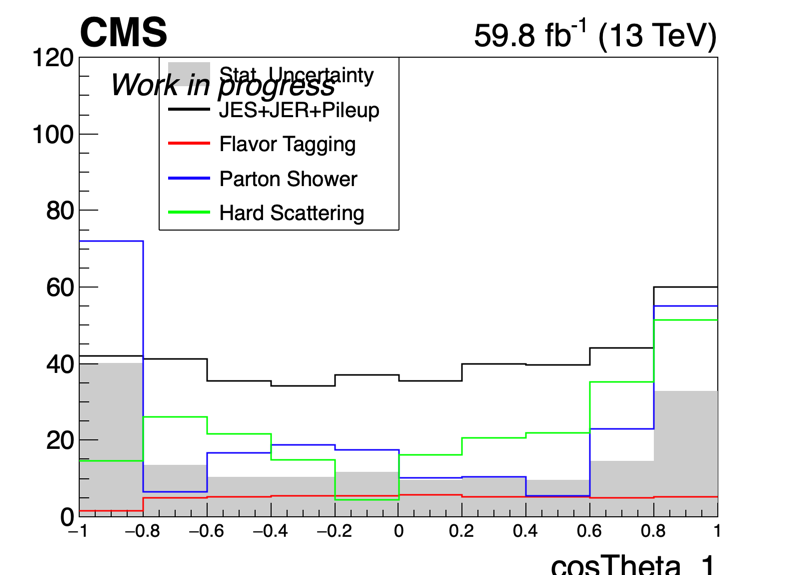 CMS
59.8 fb-1 (13 TeV)
120
Work in progress
Stat. Uncertainty
JES+JER+Pileup
100
Flavor Tagging
Parton Shower
80
Hard Scattering
60
40
20
0
−1 −0.8 −0.6 −0.4 −0.2 0 0.2 0.4 0.6 0.8 1
cosTheta_1